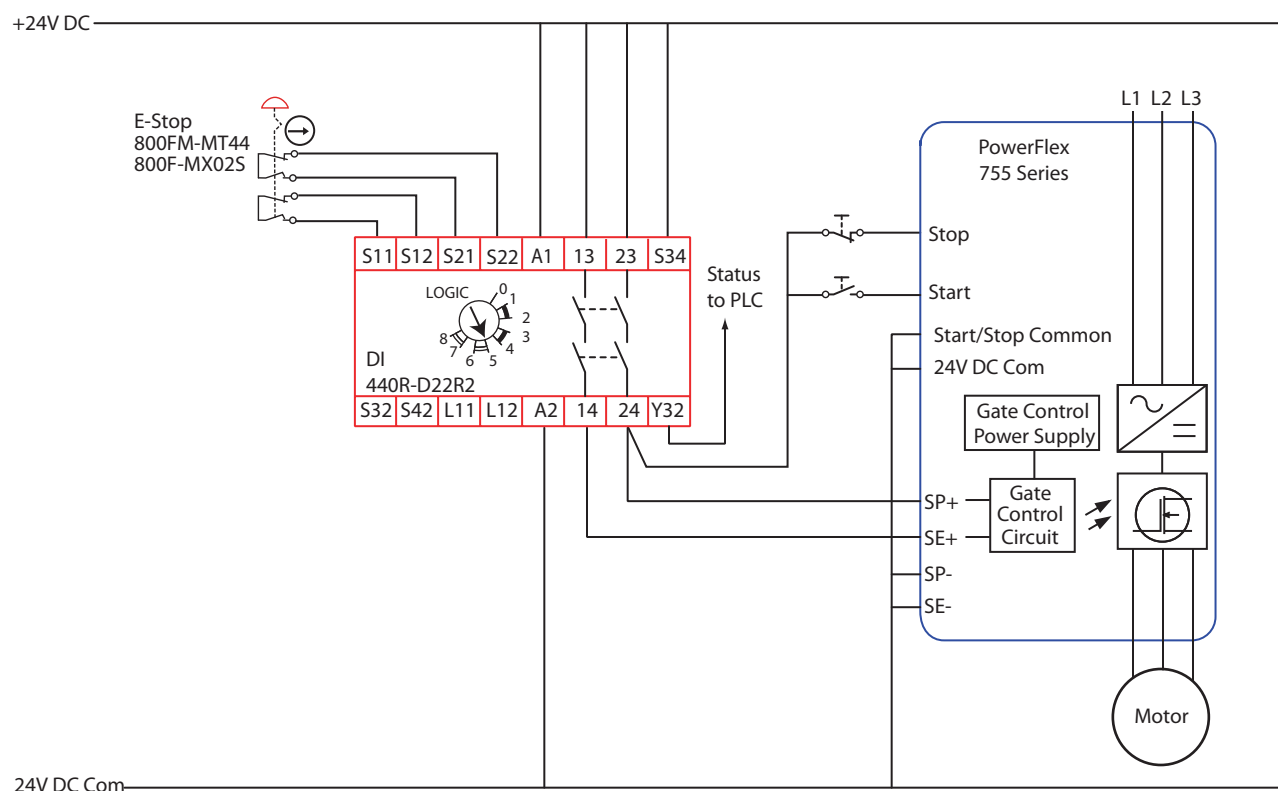 +24V DC
L1 L2 L3
E-Stop
800FM-MT44
800F-MX02S
PowerFlex
755 Series
S11 S12 S21 S22 A1 13 23 S34
Stop
Status
to PLC
LOGIC
0
1
2
3
4
5
6
7
8
Start
Start/Stop Common
DI
24V DC Com
440R-D22R2
S32 S42 L11 L12 A2 14 24 Y32
Gate Control
Power Supply
SP+
Gate
Control
Circuit
SE+
SP-
SE-
Motor
24V DC Com